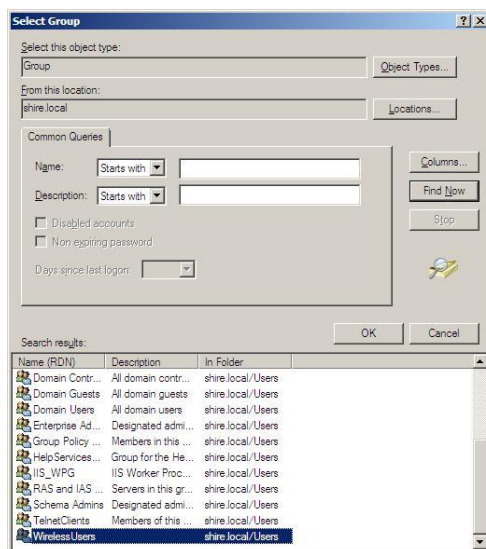 Select Group
Select this object type:
Group
Object Types...
From this location:
shire.local
Locations...
Common Queries
Name: Starts with
Description: Starts with
Disabled accounts
Non expiring password
Days since last logon:
Columns...
Find Now
Stop
OK Cancel
Search results:
Name (RDN) Description In Folder
Domain Contr... All domain contr... shire.local/Users
Domain Guests All domain guests shire.local/Users
Domain Users All domain users shire.local/Users
Enterprise Ad... Designated admi... shire.local/Users
Group Policy ... Members in this ... shire.local/Users
HelpServices... Group for the He... shire.local/Users
IIS_WPG IIS Worker Proc... shire.local/Users
RAS and IAS ... Servers in this gr... shire.local/Users
Schema Admins Designated admi... shire.local/Users
TelnetClients Members of this ... shire.local/Users
WirelessUsers shire.local/Users